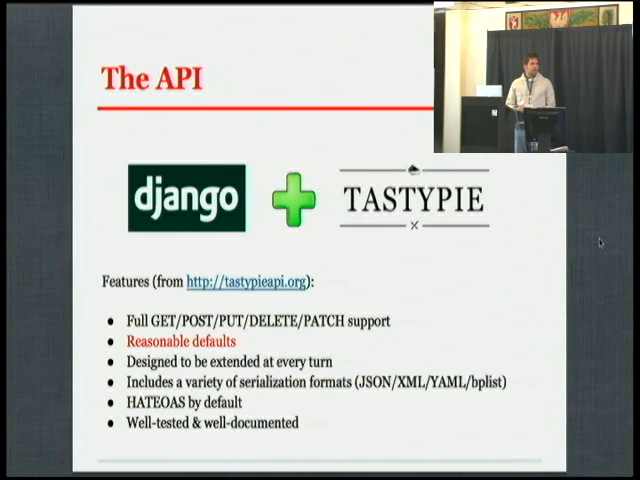 The API
django
TASTYPIE
Features (from http://tastypieapi.org):
Full GET/POST/PUT/DELETE/PATCH support
Reasonable defaults
Designed to be extended at every turn
Includes a variety of serialization formats (JSON/XML/YAML/bplist)
HATEOAS by default
Well-tested & well-documented